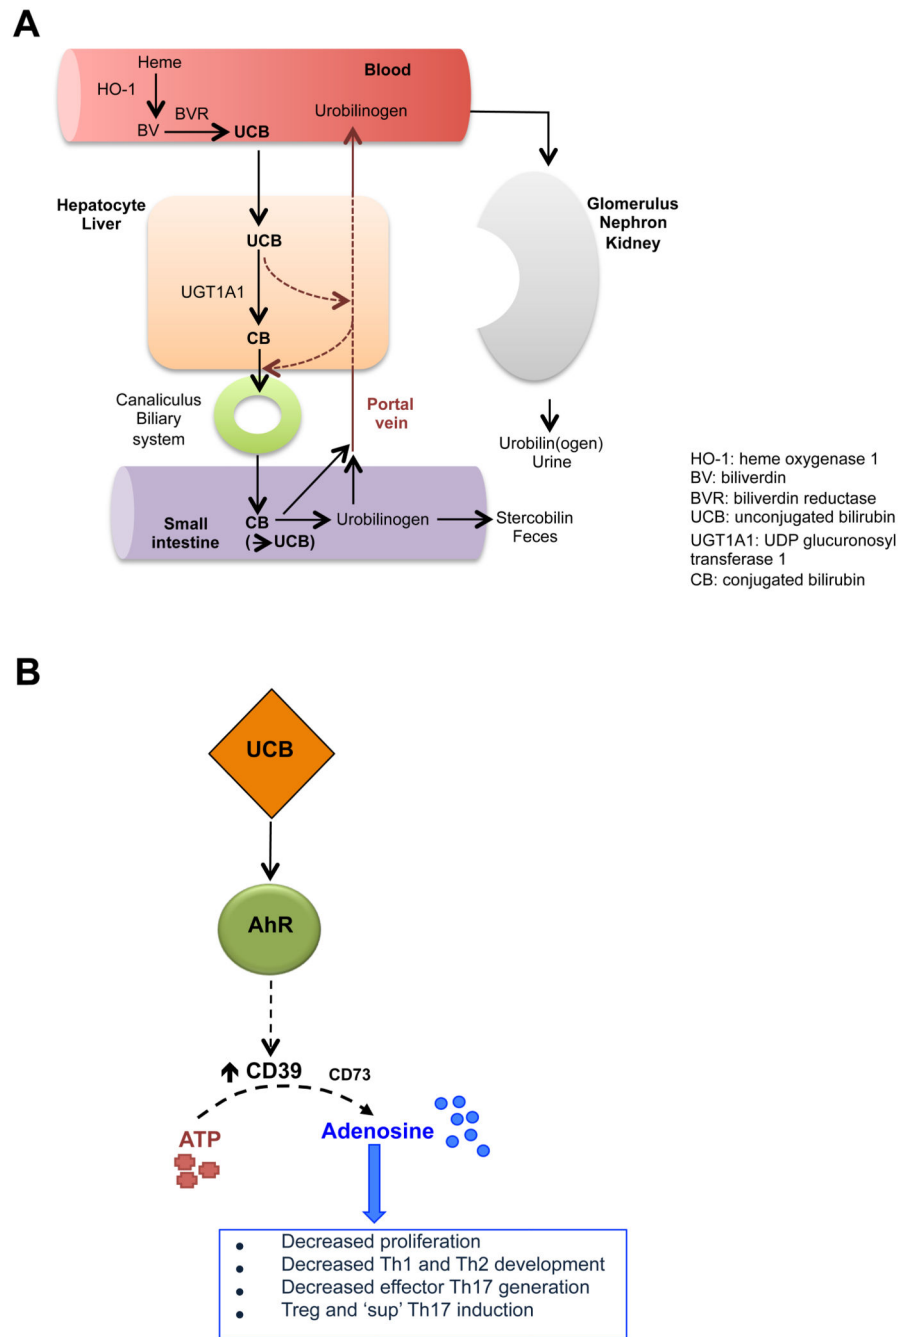 A
Heme
HO-1
Blood
BVR
Urobilinogen
BV
UCB
Hepatocyte
Liver
Glomerulus
Nephron
Kidney
UCB
UGT1A1
CB
Canaliculus
Biliary
system
Portal
vein
Urobilin(ogen)
Urine
Small
intestine
CB
( UCB)
Urobilinogen
Stercobilin
Feces
HO-1: heme oxygenase 1
BV: biliverdin
BVR: biliverdin reductase
UCB: unconjugated bilirubin
UGT1A1: UDP glucuronosyl
transferase 1
CB: conjugated bilirubin
B
UCB
AhR
CD39
CD73
ATP
Adenosine
• Decreased proliferation
• Decreased Th1 and Th2 development
• Decreased effector Th17 generation
• Treg and ‘sup’ Th17 induction